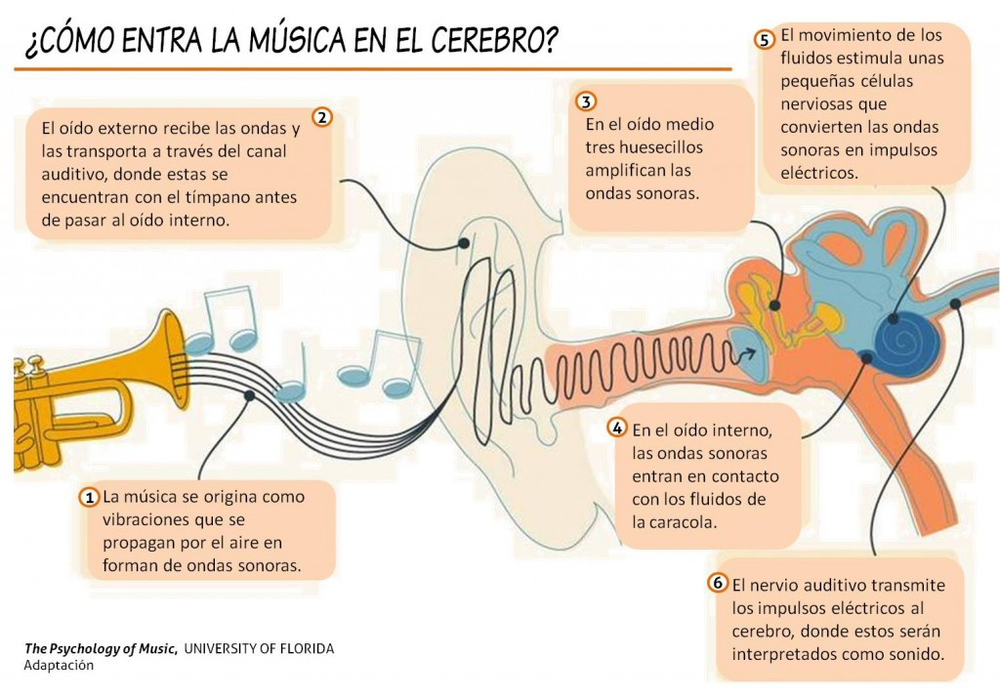 ¿CÓMO ENTRA LA MÚSICA EN EL CEREBRO?
1
La música se origina como
vibraciones que se
propagan por el aire en
forman de ondas sonoras.
2
El oído externo recibe las ondas y
las transporta a través del canal
auditivo, donde estas se
encuentran con el tímpano antes
de pasar al oído interno.
3
En el oído medio
tres huesecillos
amplifican las
ondas sonoras.
4
En el oído interno,
las ondas sonoras
entran en contacto
con los fluidos de
la caracola.
5
El movimiento de los
fluidos estimula unas
pequeñas células
nerviosas que
convierten las ondas
sonoras en impulsos
eléctricos.
6
El nervio auditivo transmite
los impulsos eléctricos al
cerebro, donde estos serán
interpretados como sonido.
The Psychology of Music, UNIVERSITY OF FLORIDA
Adaptación